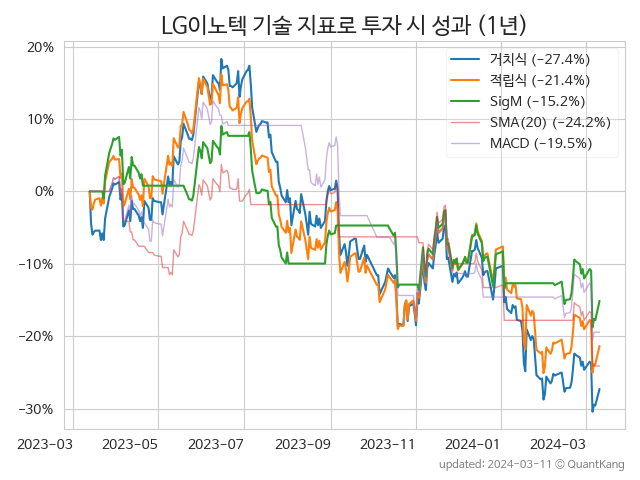 LG이노텍 기술 지표로 투자 시 성과 (1년)
20%
10%
0%
−10%
−20%
−30%
거치식 (−27.4%)
적립식 (−21.4%)
SigM (−15.2%)
SMA(20) (−24.2%)
MACD (−19.5%)
2023-03
2023-05
2023-07
2023-09
2023-11
2024-01
2024-03
updated: 2024-03-11 © QuantKang